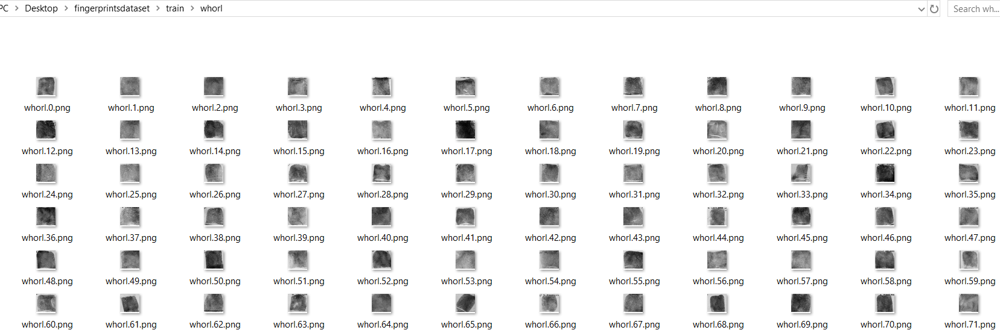 PC > Desktop > fingerprintsdataset > train > whorl Search wh...
whorl.0.png whorl.1.png whorl.2.png whorl.3.png whorl.4.png whorl.5.png whorl.6.png whorl.7.png whorl.8.png whorl.9.png whorl.10.png whorl.11.png
whorl.12.png whorl.13.png whorl.14.png whorl.15.png whorl.16.png whorl.17.png whorl.18.png whorl.19.png whorl.20.png whorl.21.png whorl.22.png whorl.23.png
whorl.24.png whorl.25.png whorl.26.png whorl.27.png whorl.28.png whorl.29.png whorl.30.png whorl.31.png whorl.32.png whorl.33.png whorl.34.png whorl.35.png
whorl.36.png whorl.37.png whorl.38.png whorl.39.png whorl.40.png whorl.41.png whorl.42.png whorl.43.png whorl.44.png whorl.45.png whorl.46.png whorl.47.png
whorl.48.png whorl.49.png whorl.50.png whorl.51.png whorl.52.png whorl.53.png whorl.54.png whorl.55.png whorl.56.png whorl.57.png whorl.58.png whorl.59.png
whorl.60.png whorl.61.png whorl.62.png whorl.63.png whorl.64.png whorl.65.png whorl.66.png whorl.67.png whorl.68.png whorl.69.png whorl.70.png whorl.71.png